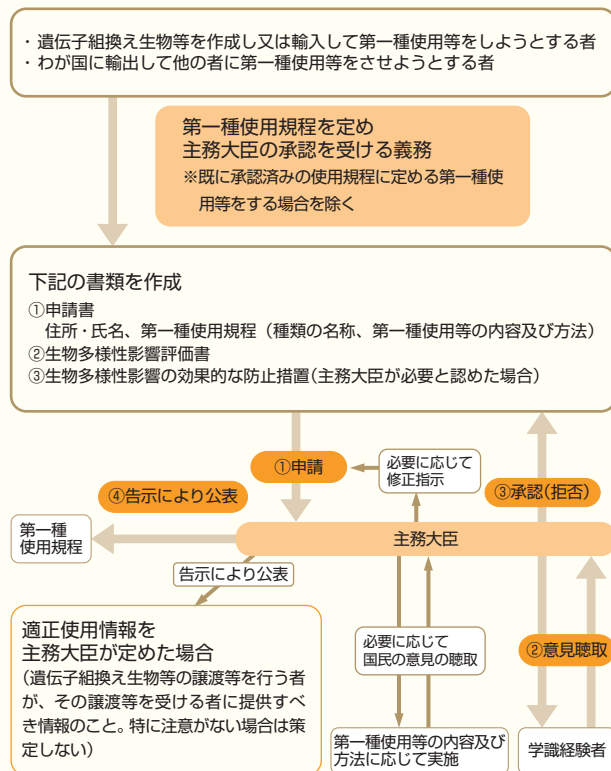 ・遺伝子組換え生物等を作成し又は輸入して第一種使用等をしようとする者
・わが国に輸出して他の者に第一種使用等をさせようとする者
第一種使用規程を定め
主務大臣の承認を受ける義務
※既に承認済みの使用規程に定める第一種使
用等をする場合を除く
下記の書類を作成
①申請書
住所・氏名、第一種使用規程（種類の名称、第一種使用等の内容及び方法）
②生物多様性影響評価書
③生物多様性影響の効果的な防止措置(主務大臣が必要と認めた場合）
①申請
必要に応じて
修正指示
③承認(拒否)
④告示により公表
第一種
使用規程
主務大臣
告示により公表
適正使用情報を
主務大臣が定めた場合
（遺伝子組換え生物等の譲渡等を行う者
が、その譲渡等を受ける者に提供すべ
き情報のこと。特に注意がない場合は策
定しない）
必要に応じて
国民の意見の聴取
②意見聴取
第一種使用等の内容及び
方法に応じて実施
学識経験者